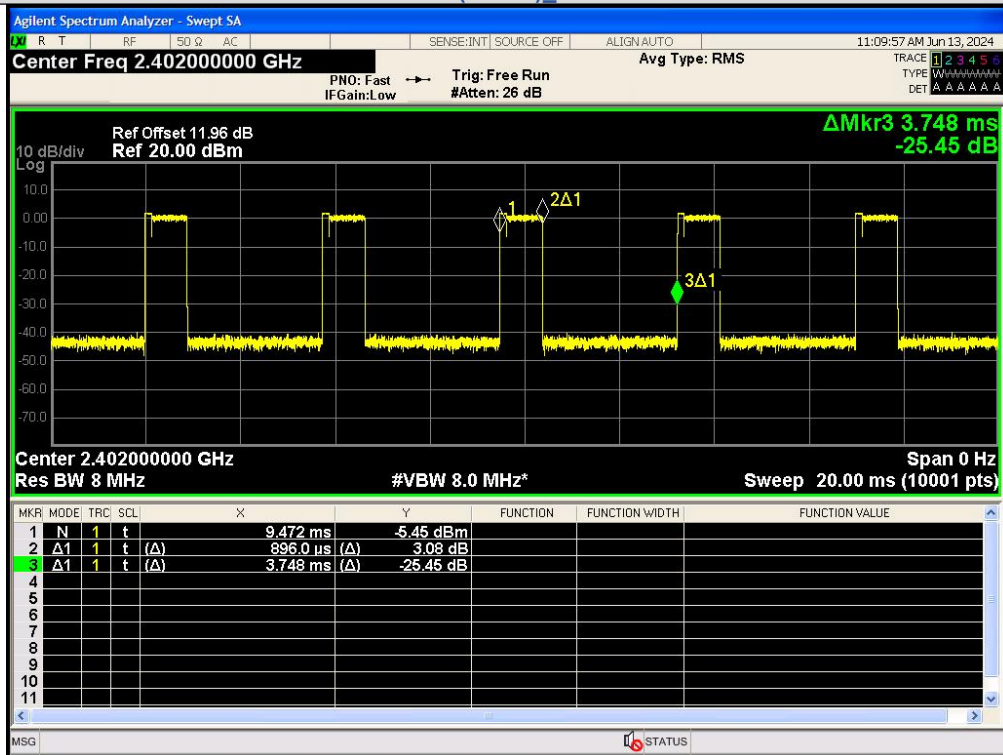 Agilent Spectrum Analyzer - Swept SA
LXI R T RF 50 Ω AC SENSE:INT SOURCE OFF ALIGN AUTO 11:09:57 AM Jun 13, 2024
Center Freq 2.402000000 GHz Avg Type: RMS TRACE 1 2 3 4 5 6
PNO: Fast Trig: Free Run TYPE WWWWWW
IFGain:Low #Atten: 26 dB DET A A A A A A
ΔMkr3 3.748 ms
Ref Offset 11.96 dB
10 dB/div Ref 20.00 dBm -25.45 dB
Log
10.0
1 2Δ1
0.00
-10.0
-20.0
3Δ1
-30.0
-40.0
-50.0
-60.0
-70.0
Center 2.402000000 GHz Span 0 Hz
Res BW 8 MHz #VBW 8.0 MHz* Sweep 20.00 ms (10001 pts)
MKR MODE TRC SCL X Y FUNCTION FUNCTION WIDTH FUNCTION VALUE
1 N 1 t 9.472 ms -5.45 dBm
2 Δ1 1 t (Δ) 896.0 μs (Δ) 3.08 dB
3 Δ1 1 t (Δ) 3.748 ms (Δ) -25.45 dB
4
5
6
7
8
9
10
11
MSG STATUS